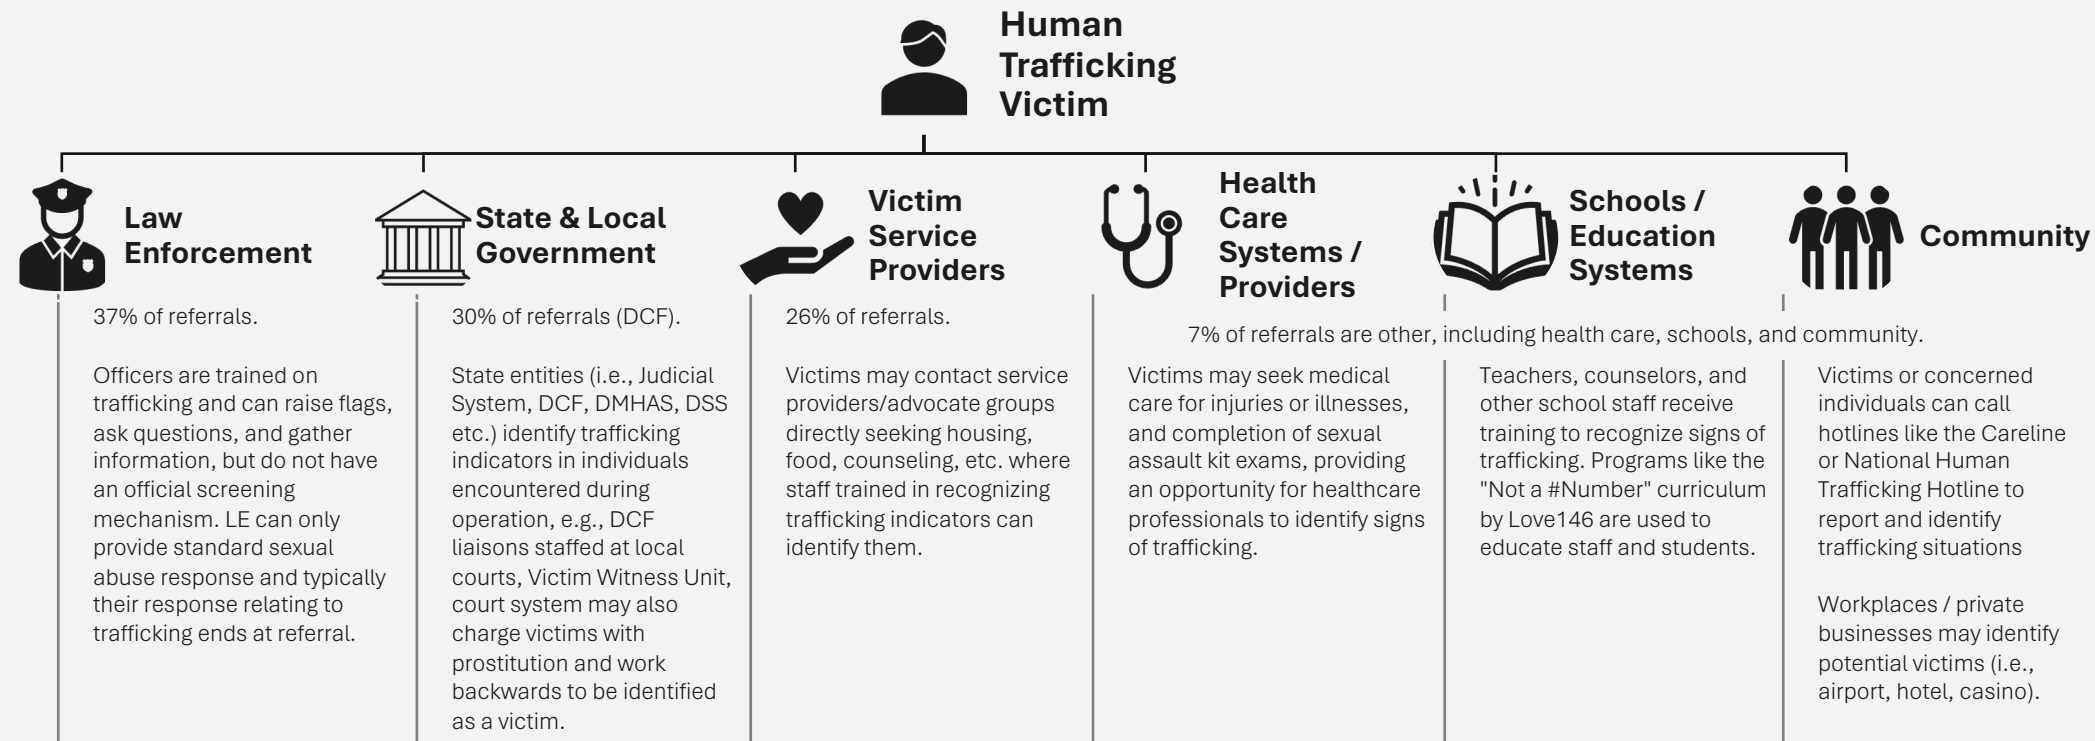 Human
Trafficking
Victim
Law
Enforcement
37% of referrals.
Officers are trained on
trafficking and can raise flags,
ask questions, and gather
information, but do not have
an official screening
mechanism. LE can only
provide standard sexual
abuse response and typically
their response relating to
trafficking ends at referral.
State & Local
Government
30% of referrals (DCF).
State entities (i.e., Judicial
System, DCF, DMHAS, DSS
etc.) identify trafficking
indicators in individuals
encountered during
operation, e.g., DCF
liaisons staffed at local
courts, Victim Witness Unit,
court system may also
charge victims with
prostitution and work
backwards to be identified
as a victim.
Victim
Service
Providers
26% of referrals.
Victims may contact service
providers/advocate groups
directly seeking housing,
food, counseling, etc. where
staff trained in recognizing
trafficking indicators can
identify them.
Health
Care
Systems /
Providers
7% of referrals are other, including health care, schools, and community.
Victims may seek medical
care for injuries or illnesses,
and completion of sexual
assault kit exams, providing
an opportunity for healthcare
professionals to identify signs
of trafficking.
Schools /
Education
Systems
Teachers, counselors, and
other school staff receive
training to recognize signs of
trafficking. Programs like the
"Not a #Number" curriculum
by Love146 are used to
educate staff and students.
Community
Victims or concerned
individuals can call
hotlines like the Careline
or National Human
Trafficking Hotline to
report and identify
trafficking situations
Workplaces / private
businesses may identify
potential victims (i.e.,
airport, hotel, casino).